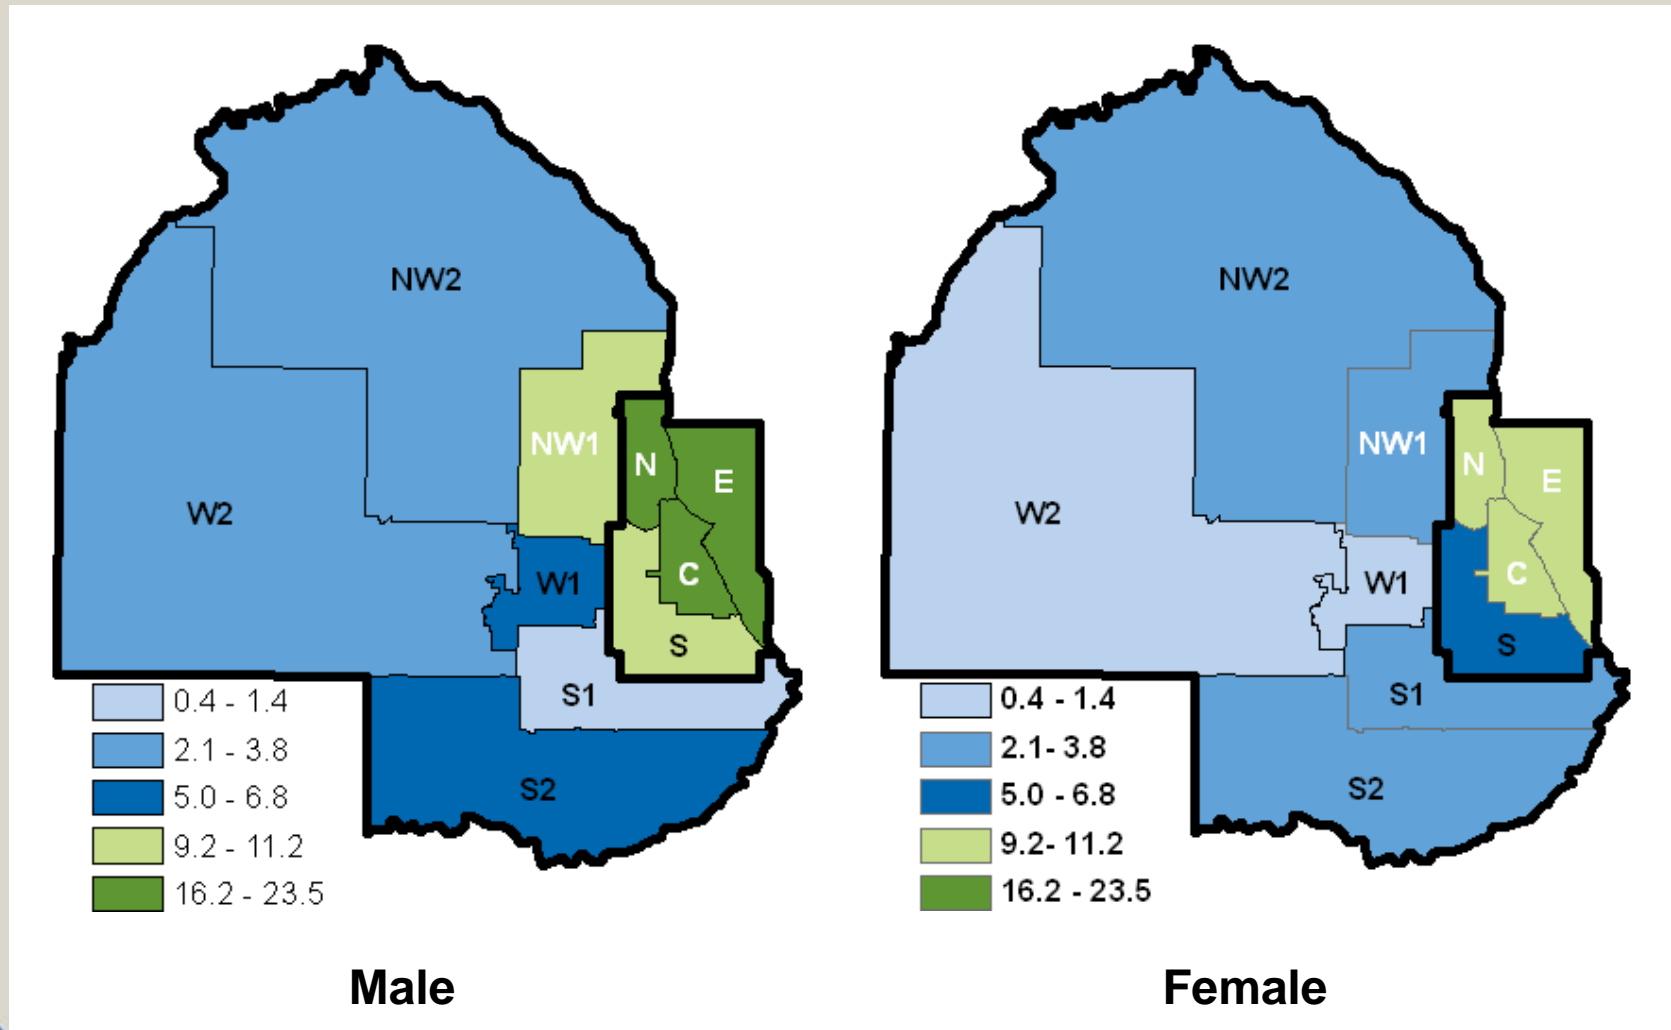 NW2
NW1
N
E
W2
W1
C
S
S1
S2
0.4 - 1.4
2.1 - 3.8
5.0 - 6.8
9.2 - 11.2
16.2 - 23.5
Male
NW2
NW1
N
E
W2
W1
C
S
S1
S2
0.4 - 1.4
2.1- 3.8
5.0 - 6.8
9.2- 11.2
16.2 - 23.5
Female